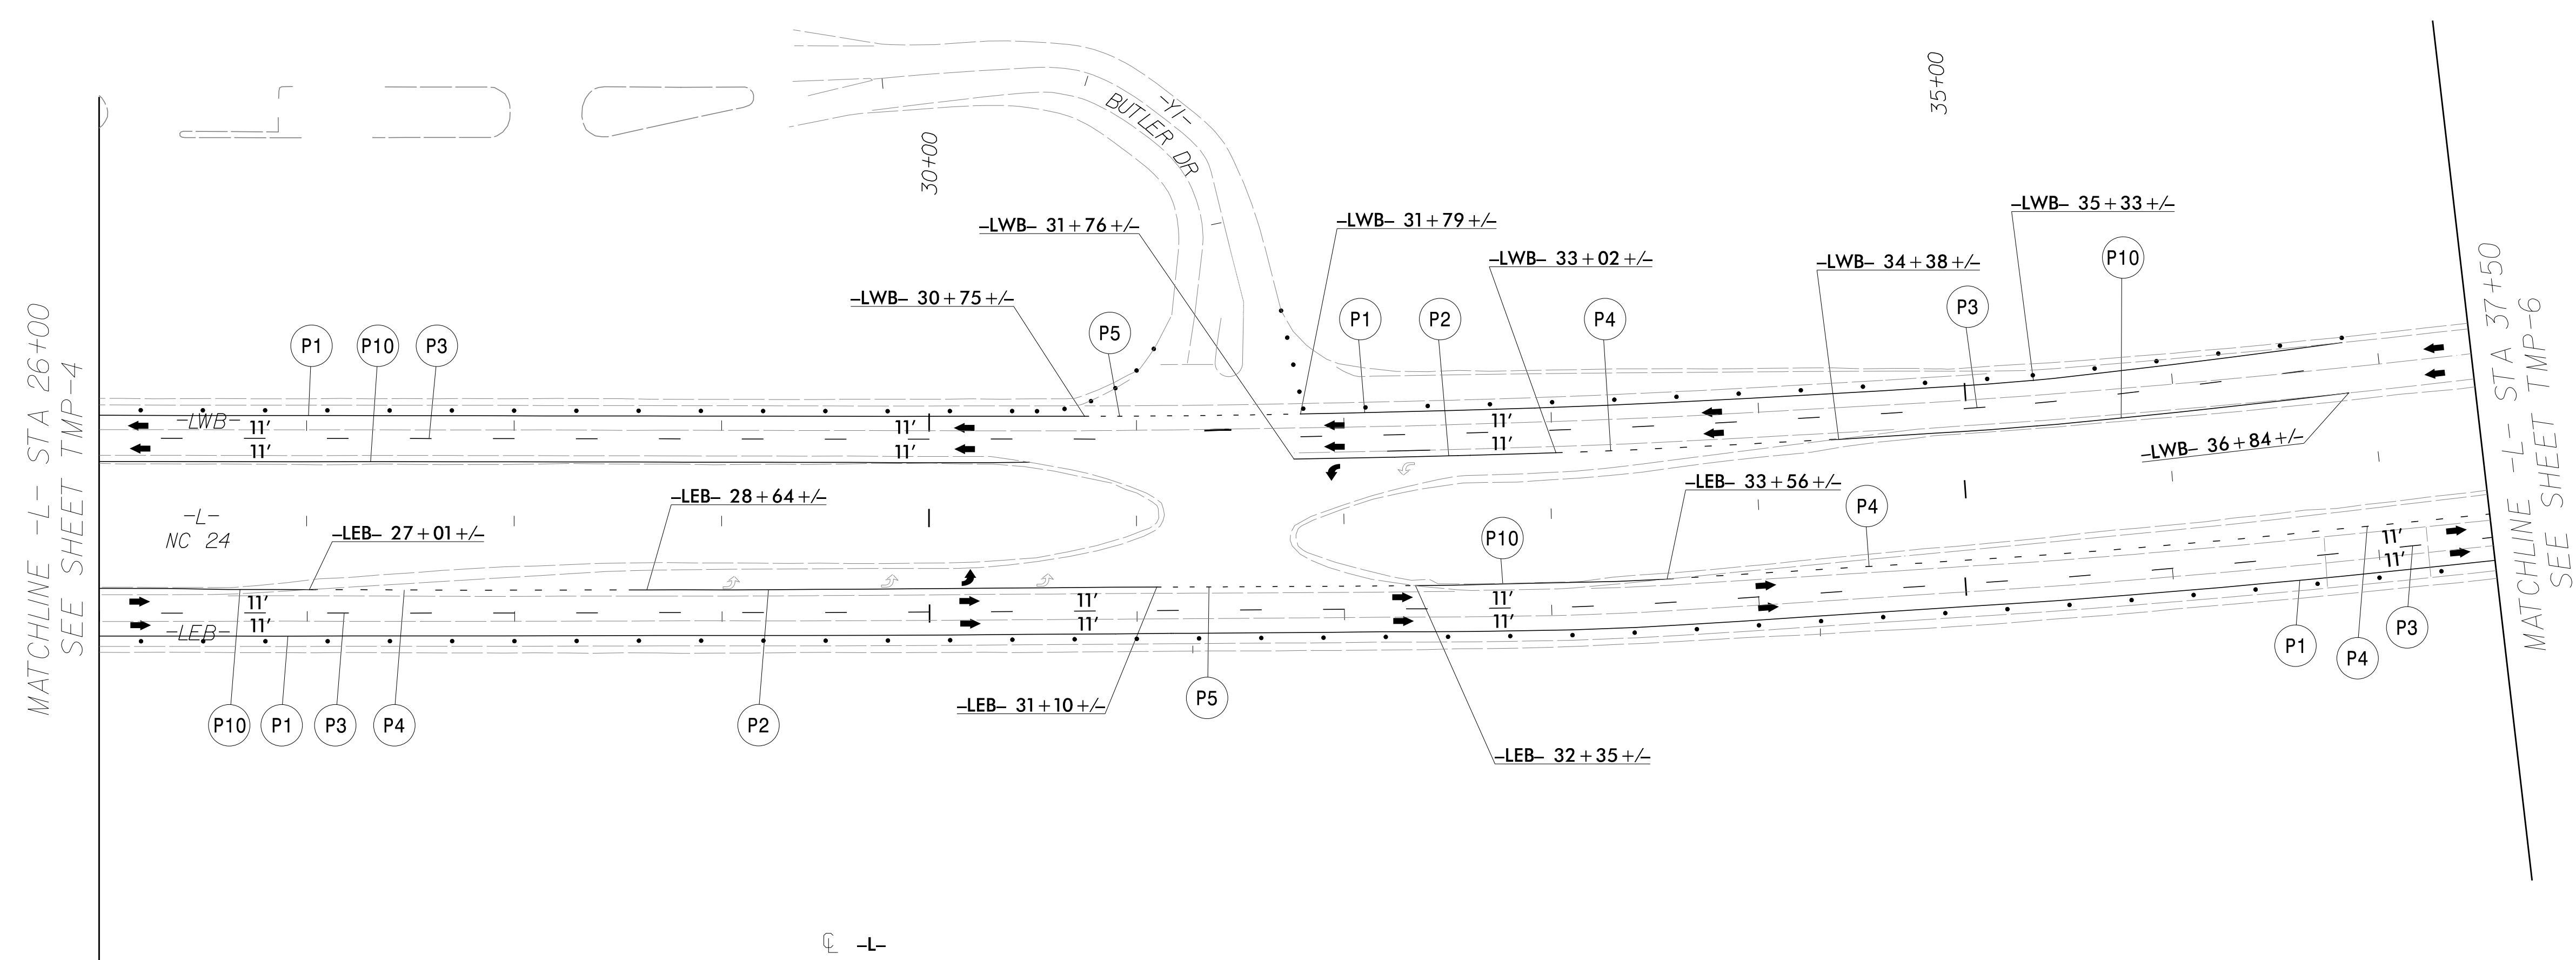 35+00
-Y1-
BUTLER DR
30+00
-LWB- 35+33 +/-
-LWB- 31+76 +/-
-LWB- 31+79 +/-
-LWB- 33+02 +/-
-LWB- 34+38 +/-
P10
-LWB- 30+75 +/-
P5
P1
P2
P4
P3
P1
P10
P3
MATCHLINE -L- STA 26+00
SEE SHEET TMP-4
MATCHLINE -L- STA 37+50
SEE SHEET TMP-6
-LWB-
11'
11'
11'
11'
11'
11'
-LWB- 36+84 +/-
-L-
NC 24
-LEB- 27+01 +/-
-LEB- 28+64 +/-
-LEB- 33+56 +/-
P10
P4
11'
11'
11'
11'
11'
11'
11'
11'
-LEB-
P10
P1
P3
P4
P2
-LEB- 31+10 +/-
P5
P1
P4
P3
-LEB- 32+35 +/-
℄ -L-